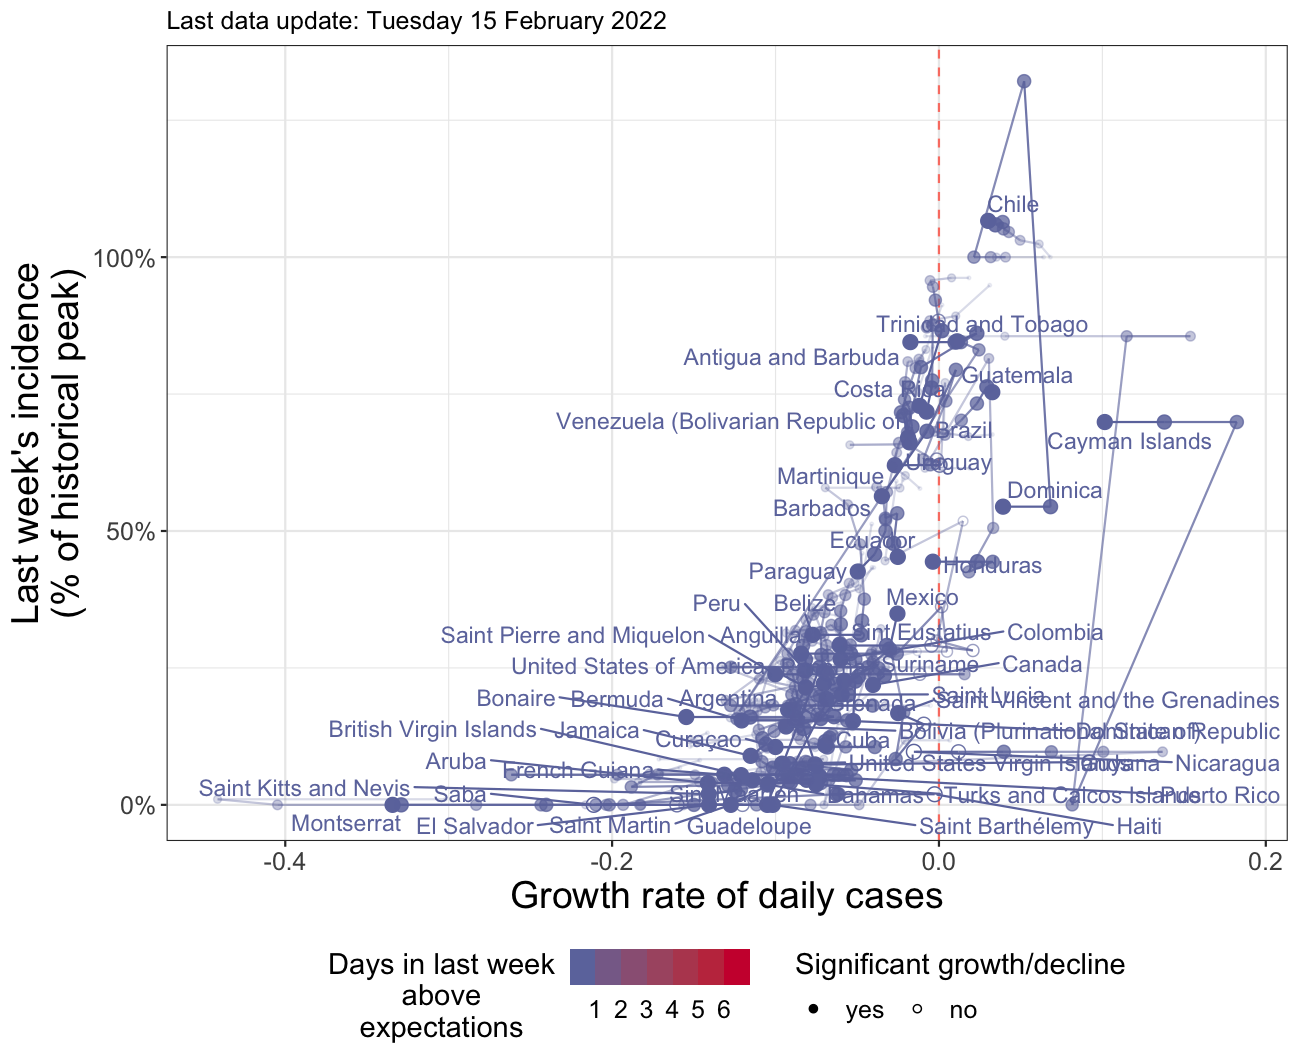 Last data update: Tuesday 15 February 2022
Last week's incidence
(% of historical peak)
100%
50%
0%
Chile
Trinidad and Tobago
Antigua and Barbuda
Guatemala
Costa Rica
Venezuela (Bolivarian Republic of
Brazil
Cayman Islands
Uruguay
Martinique
Dominica
Barbados
Ecuador
Honduras
Paraguay
Mexico
Peru
Belize
Saint Pierre and Miquelon
Anguilla
Sint Eustatius
Colombia
United States of America
Suriname
Canada
Bonaire
Bermuda
Argentina
Grenada
Saint Lucia
Saint Vincent and the Grenadines
British Virgin Islands
Jamaica
Curaçao
Cuba
Bolivia (Plurinational State of)
Dominican Republic
Aruba
French Guiana
United States Virgin Islands
Guyana
Nicaragua
Saint Kitts and Nevis
Saba
Sint Maarten
Bahamas
Turks and Caicos Islands
Puerto Rico
Montserrat
El Salvador
Saint Martin
Guadeloupe
Saint Barthélemy
Haiti
-0.4
-0.2
0.0
0.2
Growth rate of daily cases
Days in last week
above
expectations
1 2 3 4 5 6
Significant growth/decline
yes
no